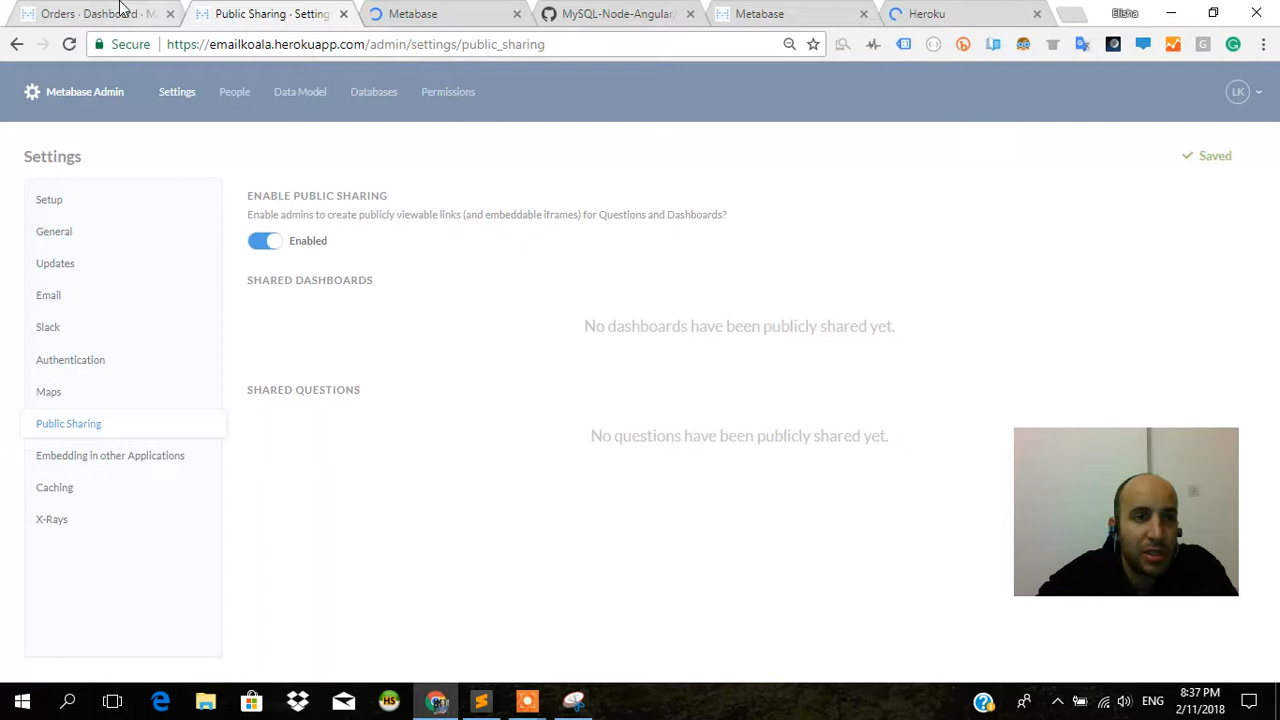 Orders · Dashboard · M
Public Sharing · Setting
Metabase
MySQL-Node-Angular/
Metabase
Heroku
Elisha
Secure
https://emailkoala.herokuapp.com/admin/settings/public_sharing
Metabase Admin
Settings
People
Data Model
Databases
Permissions
LK
Settings
Saved
Setup
General
Updates
Email
Slack
Authentication
Maps
Public Sharing
Embedding in other Applications
Caching
X-Rays
ENABLE PUBLIC SHARING
Enable admins to create publicly viewable links (and embeddable iframes) for Questions and Dashboards?
Enabled
SHARED DASHBOARDS
No dashboards have been publicly shared yet.
SHARED QUESTIONS
No questions have been publicly shared yet.
HS
ENG
8:37 PM
2/11/2018